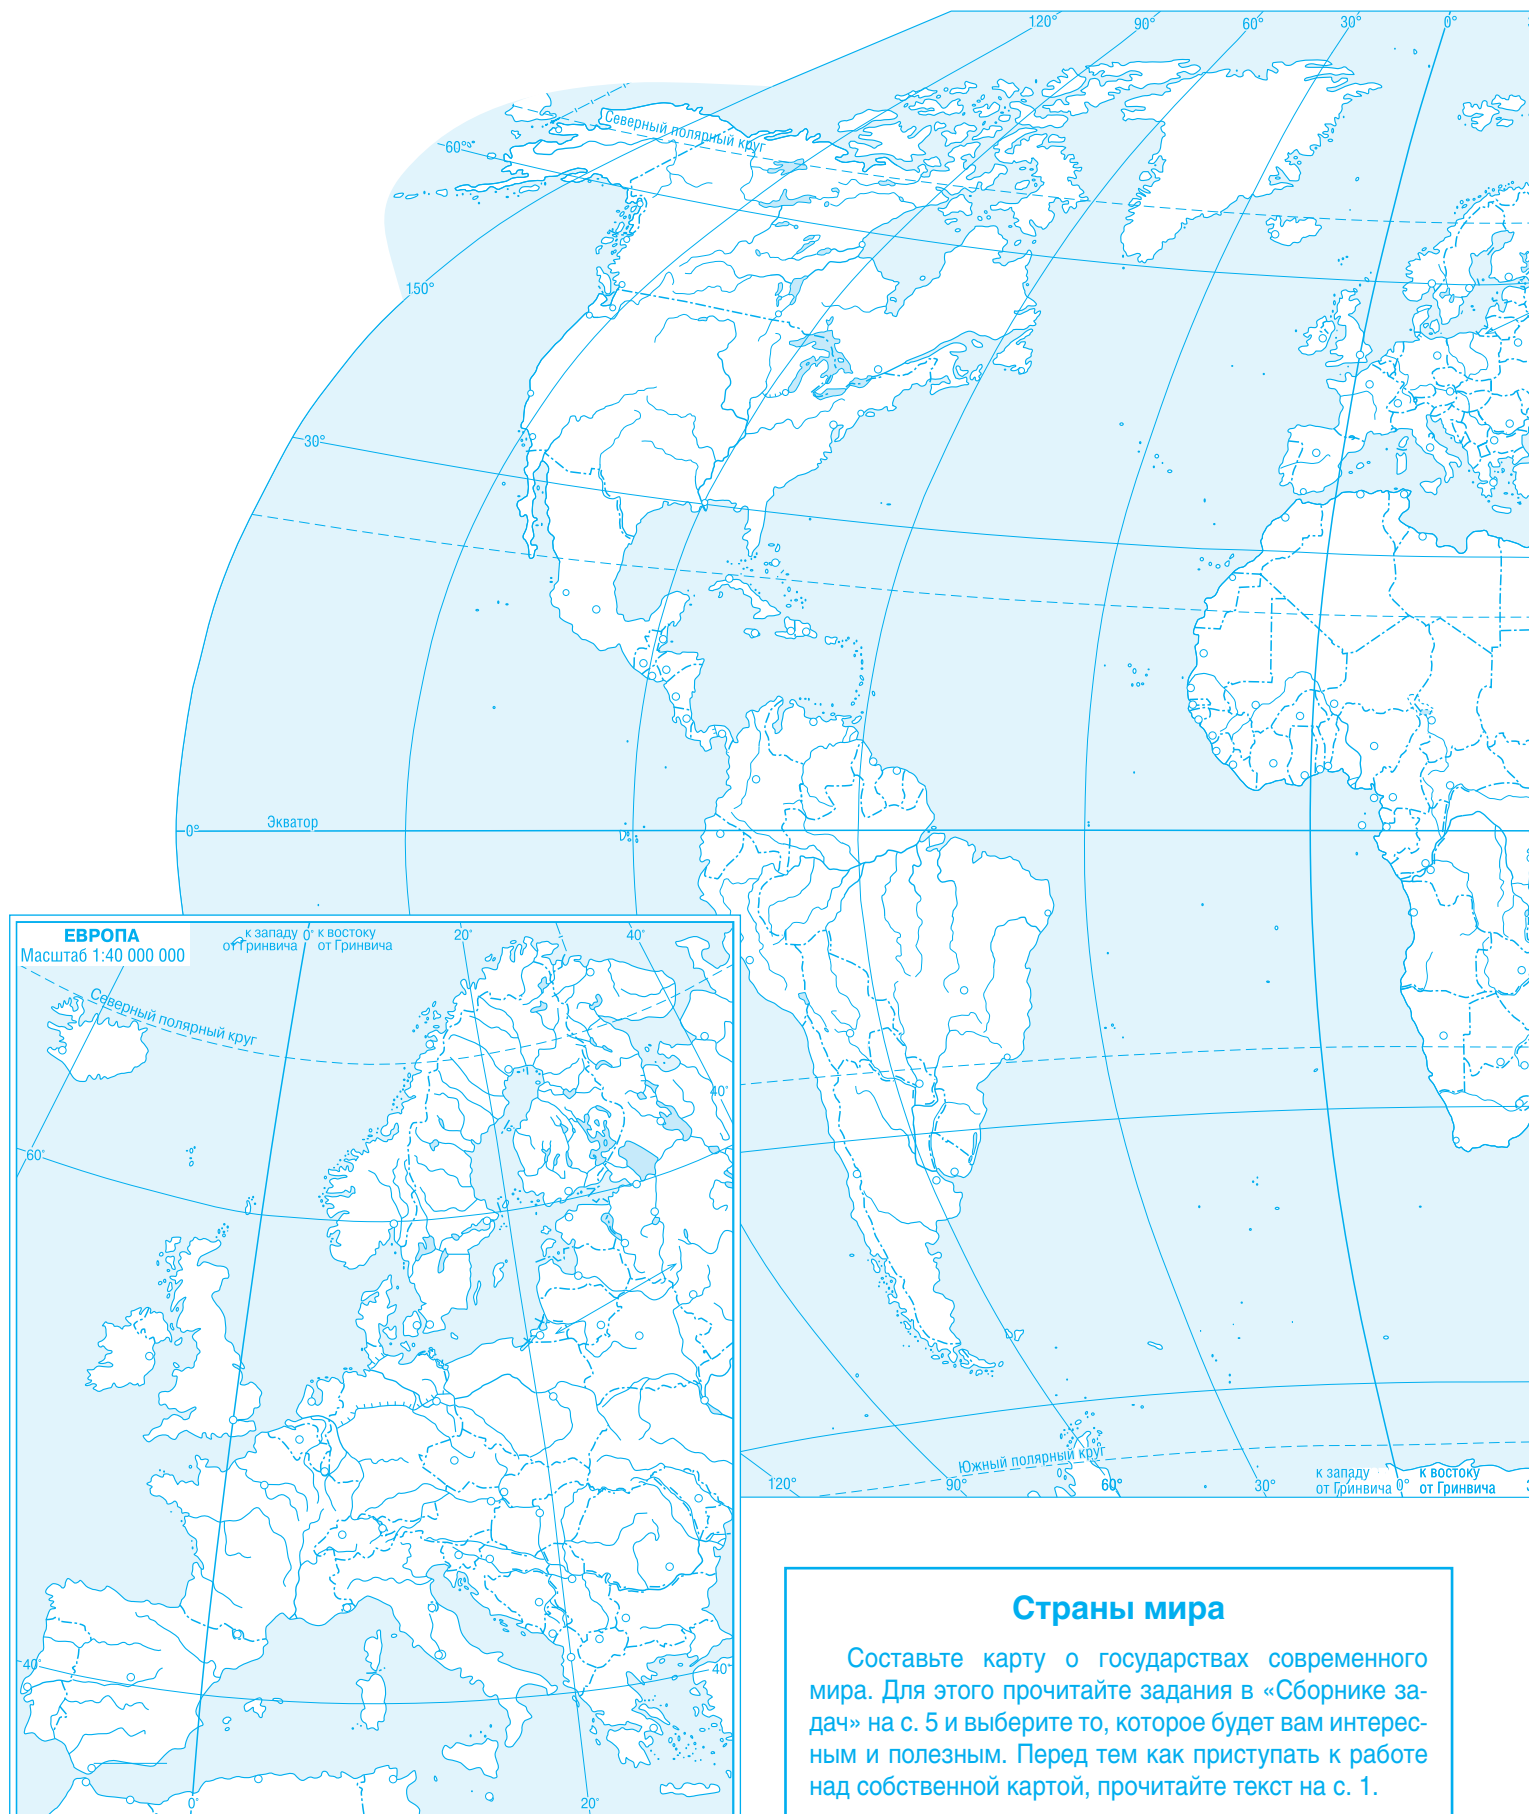 120°
90°
60°
30°
0°
Северный полярный круг
60°
150°
30°
0°
Экватор
ЕВРОПА
Масштаб 1:40 000 000
к западу 0° к востоку
от Гринвича от Гринвича
20°
40°
Северный полярный круг
40°
60°
40°
40°
0°
20°
Южный полярный круг
120°
90°
60°
30°
к западу 0° к востоку
от Гринвича от Гринвича
Страны мира
Составьте карту о государствах современного
мира. Для этого прочитайте задания в «Сборнике за-
дач» на с. 5 и выберите то, которое будет вам интерес-
ным и полезным. Перед тем как приступать к работе
над собственной картой, прочитайте текст на с. 1.